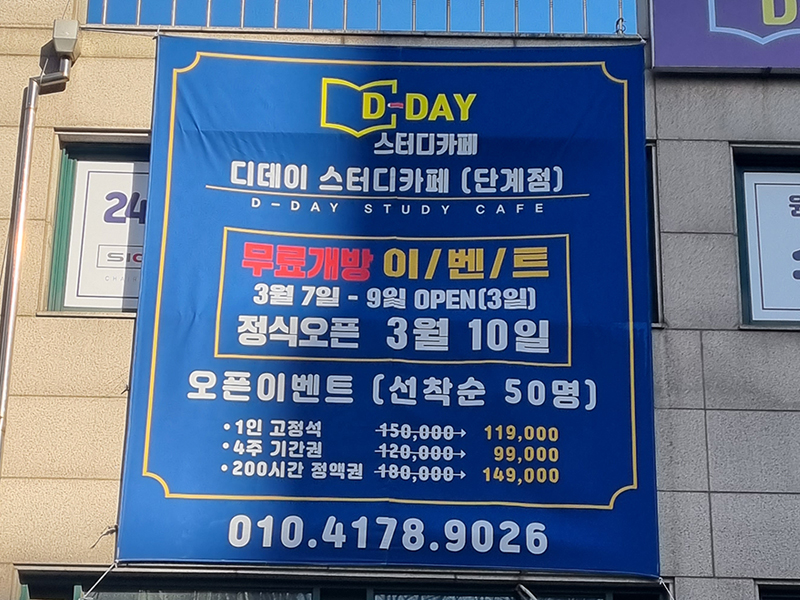 D-DAY
스터디카페
디데이 스터디카페 (단계점)
D-DAY STUDY CAFE
무료개방 이/벤/트
3월 7일 - 9일 OPEN(3일)
정식오픈 3월 10일
오픈이벤트 (선착순 50명)
•1인 고정석 150,000→ 119,000
•4주 기간권 120,000→ 99,000
•200시간 정액권 180,000→ 149,000
010.4178.9026
24